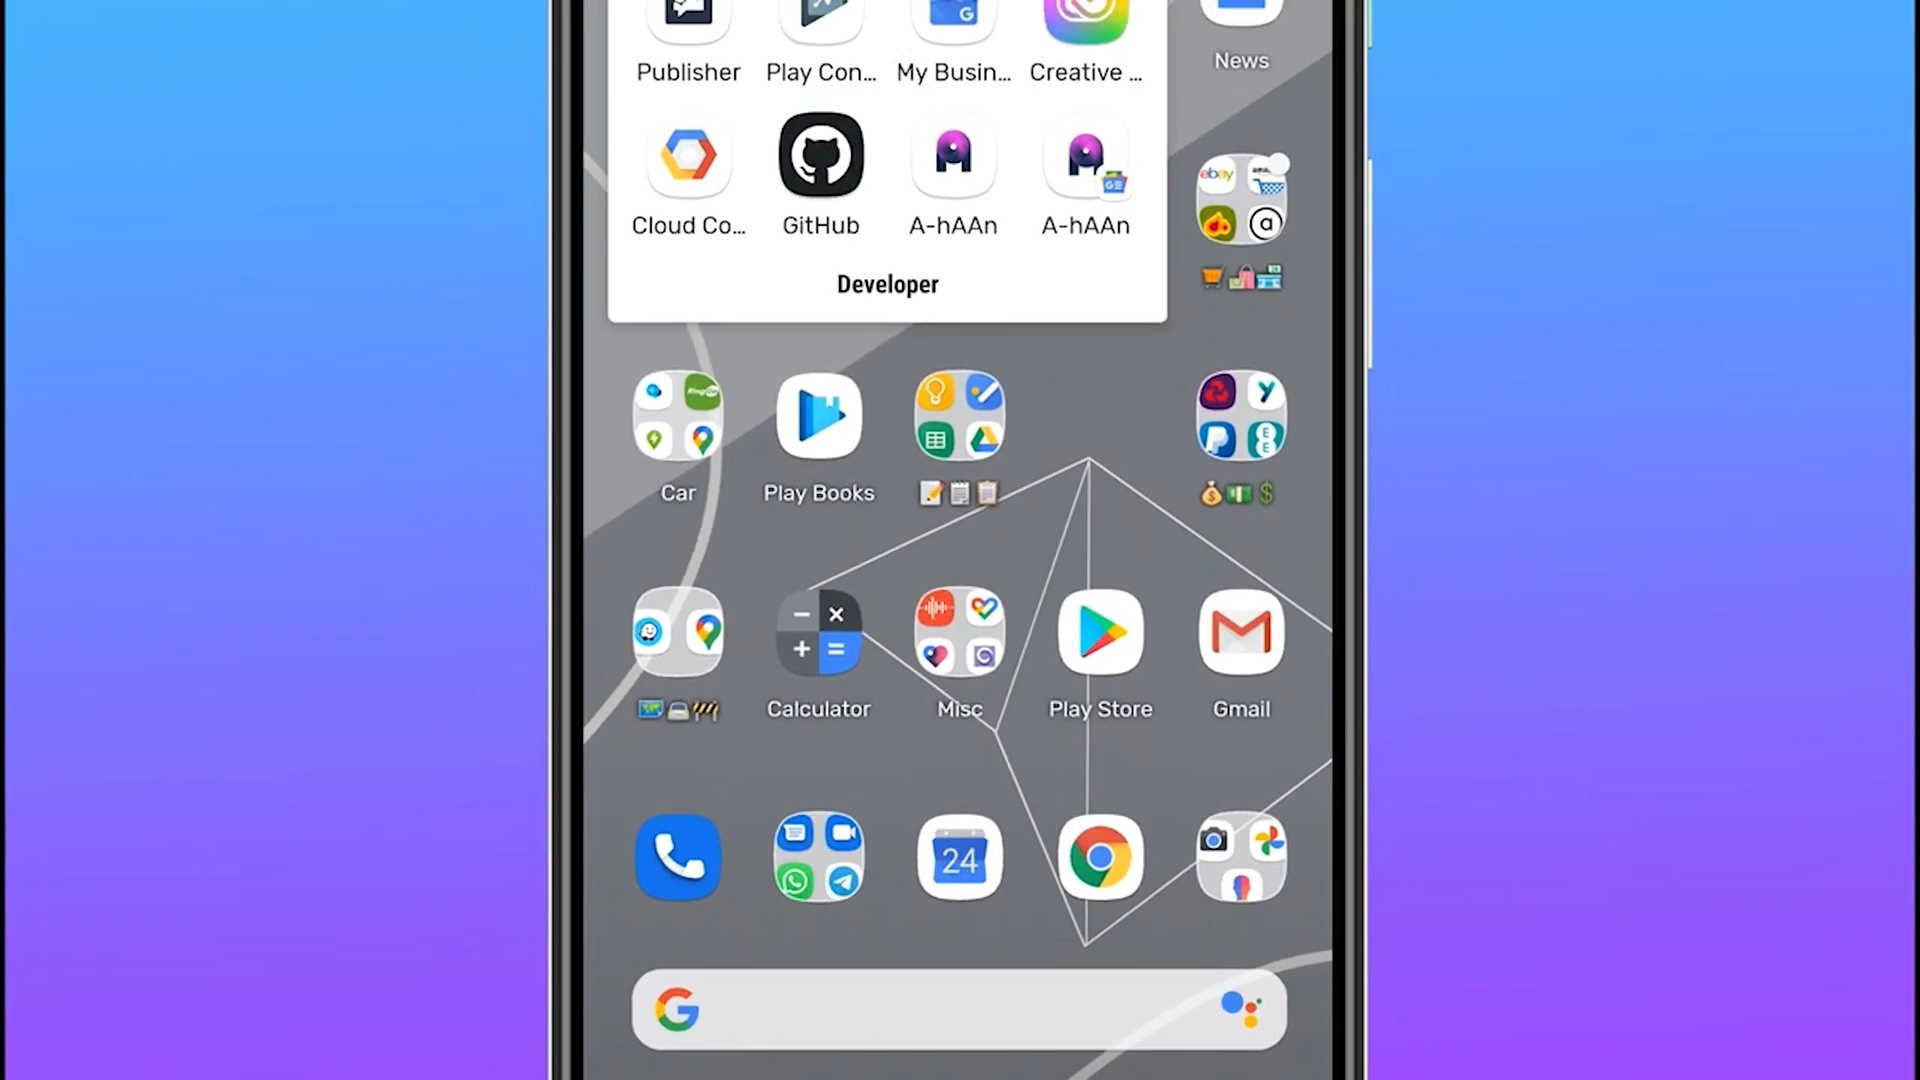 Publisher Play Con... My Busin... Creative ...
News
Cloud Co... GitHub A-hAAn A-hAAn
Developer
ebay
Car Play Books
Calculator Misc Play Store Gmail
24